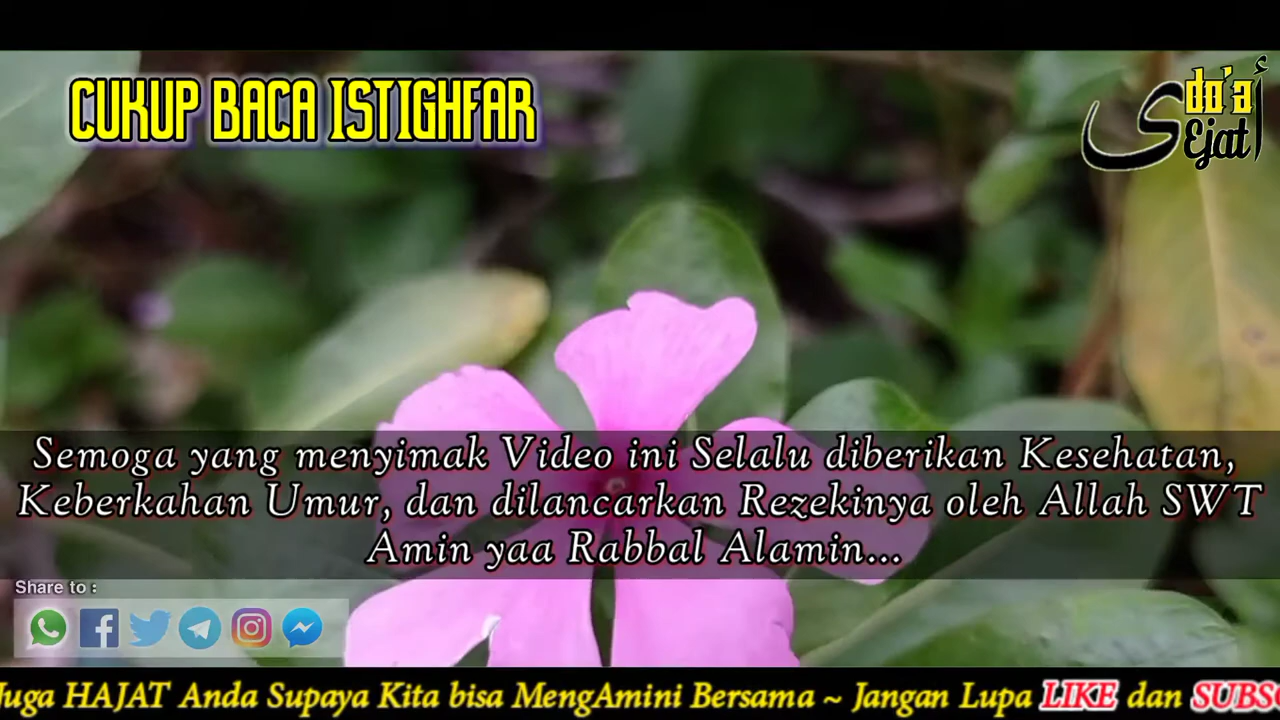 CUKUP BACA ISTIGHFAR
do'a
Ejati
Semoga yang menyimak Video ini Selalu diberikan Kesehatan,
Keberkahan Umur, dan dilancarkan Rezekinya oleh Allah SWT
Amin yaa Rabbal Alamin...
Share to :
Juga HAJAT Anda Supaya Kita bisa MengAmini Bersama ~ Jangan Lupa LIKE dan SUBS